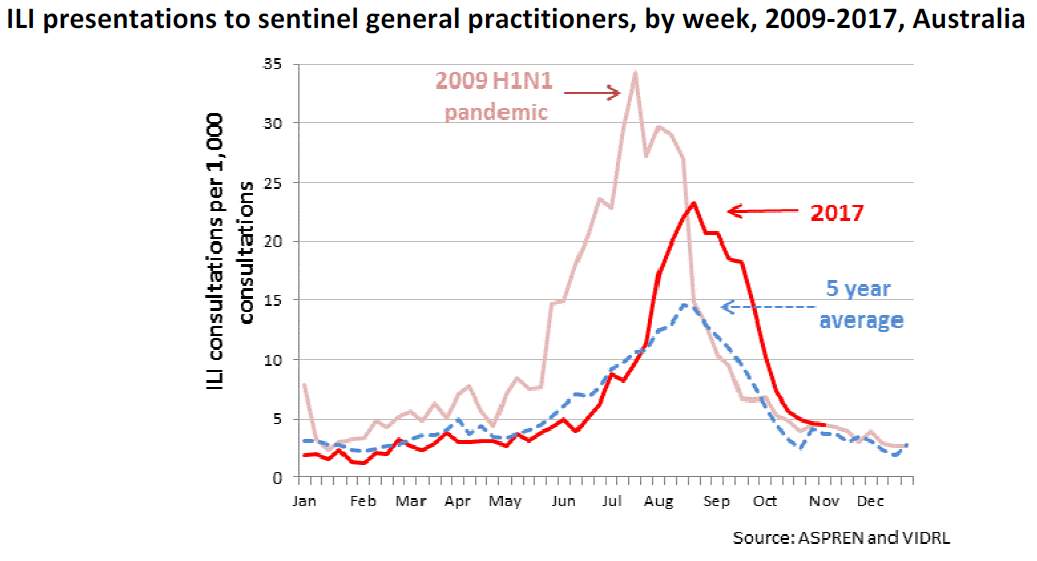 ILI presentations to sentinel general practitioners, by week, 2009-2017, Australia
35
30
25
20
15
10
5
0
ILI consultations per 1,000
consultations
2009 H1N1
pandemic
2017
5 year
average
Jan Feb Mar Apr May Jun Jul Aug Sep Oct Nov Dec
Source: ASPREN and VIDRL